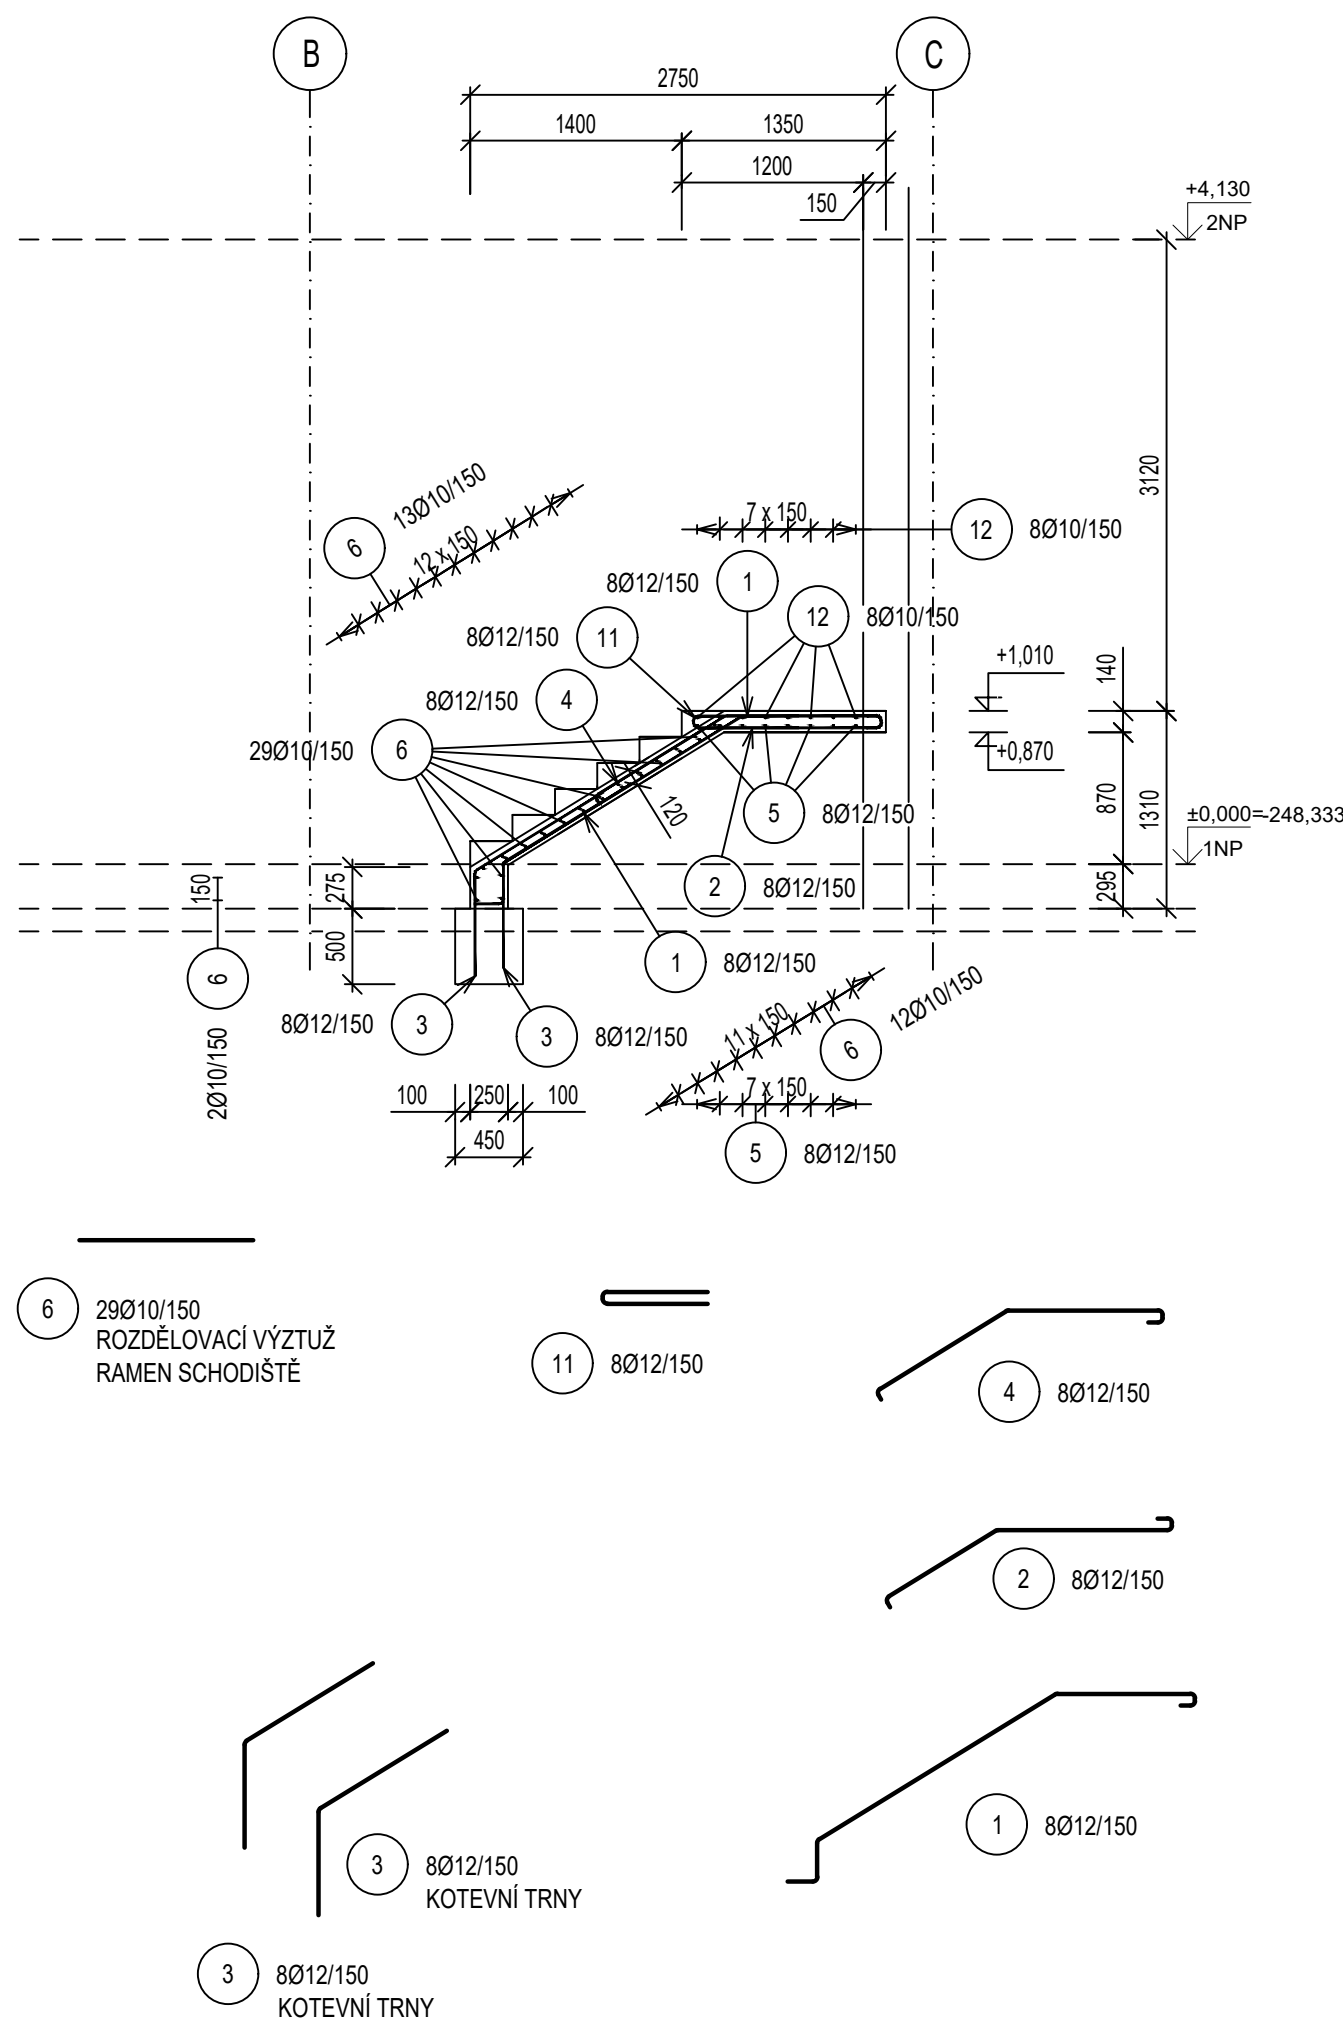 B
C
2750
1400
1350
1200
150
+4,130
2NP
3120
13Ø10/150
6
12 x 150
7 x 150
12
8Ø10/150
8Ø12/150
1
12
8Ø10/150
8Ø12/150
11
+1,010
140
8Ø12/150
4
29Ø10/150
6
+0,870
120
5
8Ø12/150
870
1310
±0,000=-248,333
1NP
2
8Ø12/150
150
275
295
500
6
2Ø10/150
1
8Ø12/150
8Ø12/150
3
3
8Ø12/150
11 x 150
6
12Ø10/150
7 x 150
100
250
100
450
5
8Ø12/150
6
29Ø10/150
ROZDĚLOVACÍ VÝZTUŽ
RAMEN SCHODIŠTĚ
11
8Ø12/150
4
8Ø12/150
2
8Ø12/150
1
8Ø12/150
3
8Ø12/150
KOTEVNÍ TRNY
3
8Ø12/150
KOTEVNÍ TRNY